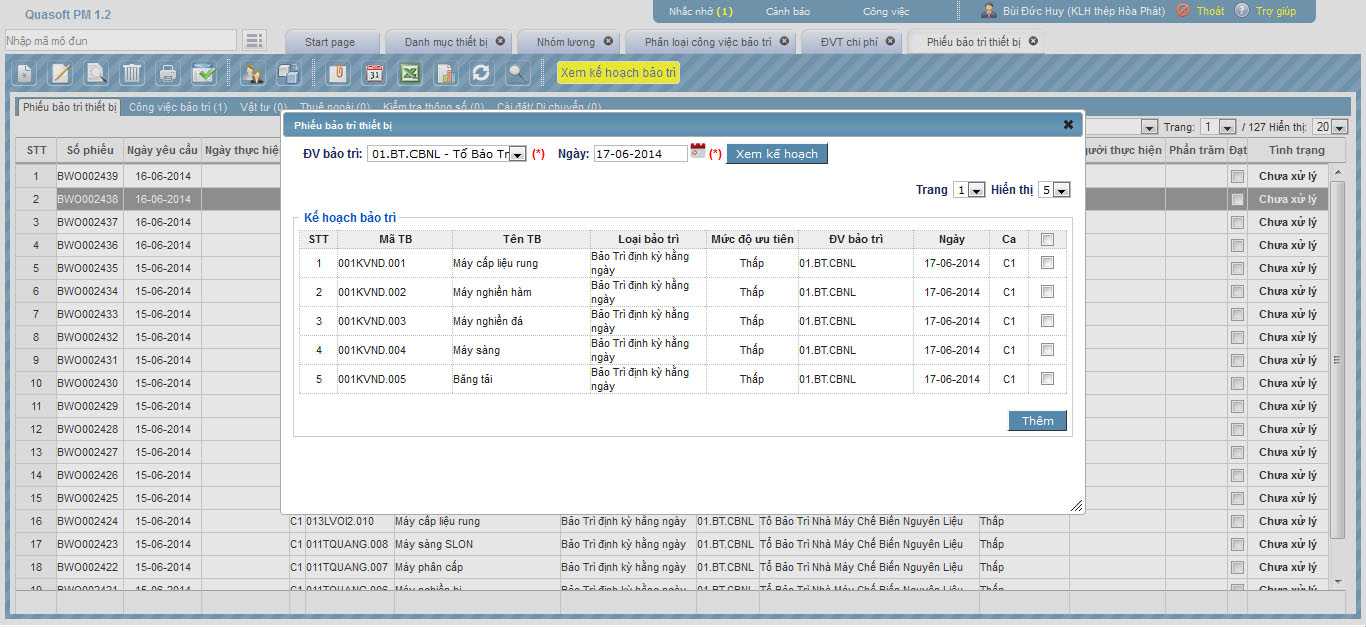 Quasoft PM 1.2
Nhắc nhở (1) Cảnh báo Công việc Bùi Đức Huy (KLH thép Hòa Phát) Thoát Trợ giúp
Nhập mã mô đun
Start page Danh mục thiết bị Nhóm lương Phân loại công việc bảo trì ĐVT chi phí Phiếu bảo trì thiết bị
31
Xem kế hoạch bảo trì
Phiếu bảo trì thiết bị Công việc bảo trì (1) Vật tư (0) Thuê ngoài (0) Kiểm tra thông số (0) Cài đặt/ Di chuyển (0)
Trang: 1 / 127 Hiển thị: 20
STT Số phiếu Ngày yêu cầu Ngày thực hiệ gười thực hiện Phần trăm Đạt Tình trạng
Phiếu bảo trì thiết bị
ĐV bảo trì: 01.BT.CBNL - Tổ Bảo Tr (*) Ngày: 17-06-2014 (*) Xem kế hoạch
Trang 1 Hiển thị 5
Kế hoạch bảo trì
STT Mã TB Tên TB Loại bảo trì Mức độ ưu tiên ĐV bảo trì Ngày Ca
1 001KVND.001 Máy cấp liệu rung Bảo Trì định kỳ hằng ngày Thấp 01.BT.CBNL 17-06-2014 C1
2 001KVND.002 Máy nghiền hàm Bảo Trì định kỳ hằng ngày Thấp 01.BT.CBNL 17-06-2014 C1
3 001KVND.003 Máy nghiền đá Bảo Trì định kỳ hằng ngày Thấp 01.BT.CBNL 17-06-2014 C1
4 001KVND.004 Máy sàng Bảo Trì định kỳ hằng ngày Thấp 01.BT.CBNL 17-06-2014 C1
5 001KVND.005 Băng tải Bảo Trì định kỳ hằng ngày Thấp 01.BT.CBNL 17-06-2014 C1
Thêm
1 BWO002439 16-06-2014 Chưa xử lý
2 BWO002438 16-06-2014 Chưa xử lý
3 BWO002437 16-06-2014 Chưa xử lý
4 BWO002436 16-06-2014 Chưa xử lý
5 BWO002435 15-06-2014 Chưa xử lý
6 BWO002434 15-06-2014 Chưa xử lý
7 BWO002433 15-06-2014 Chưa xử lý
8 BWO002432 15-06-2014 Chưa xử lý
9 BWO002431 15-06-2014 Chưa xử lý
10 BWO002430 15-06-2014 Chưa xử lý
11 BWO002429 15-06-2014 Chưa xử lý
12 BWO002428 15-06-2014 Chưa xử lý
13 BWO002427 15-06-2014 Chưa xử lý
14 BWO002426 15-06-2014 Chưa xử lý
15 BWO002425 15-06-2014 Chưa xử lý
16 BWO002424 15-06-2014 C1 013LVOI2.010 Máy cấp liệu rung Bảo Trì định kỳ hằng ngày 01.BT.CBNL Tổ Bảo Trì Nhà Máy Chế Biến Nguyên Liệu Thấp Chưa xử lý
17 BWO002423 15-06-2014 C1 011TQUANG.008 Máy sàng SLON Bảo Trì định kỳ hằng ngày 01.BT.CBNL Tổ Bảo Trì Nhà Máy Chế Biến Nguyên Liệu Thấp Chưa xử lý
18 BWO002422 15-06-2014 C1 011TQUANG.007 Máy phân cấp Bảo Trì định kỳ hằng ngày 01.BT.CBNL Tổ Bảo Trì Nhà Máy Chế Biến Nguyên Liệu Thấp Chưa xử lý
19 BWO002421 15-06-2014 C1 011TQUANG.006 Máy nghiền bi Bảo Trì định kỳ hằng ngày 01.BT.CBNL Tổ Bảo Trì Nhà Máy Chế Biến Nguyên Liệu Thấp Chưa xử lý